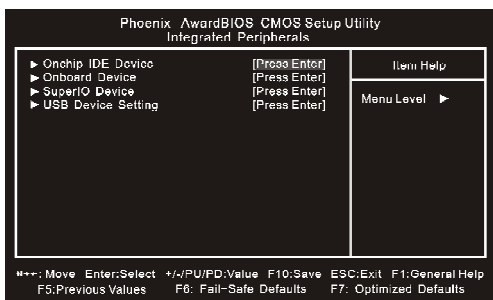 Phoenix AwardBIOS CMOS Setup Utility
Integrated Peripherals
▶ Onchip IDE Device [Press Enter]
▶ Onboard Device [Press Enter]
▶ SuperIO Device [Press Enter]
▶ USB Device Setting [Press Enter]
Item Help
Menu Level ▶
: Move Enter:Select +/-/PU/PD:Value F10:Save ESC:Exit F1:General Help
F5:Previous Values F6: Fail-Safe Defaults F7: Optimized Defaults